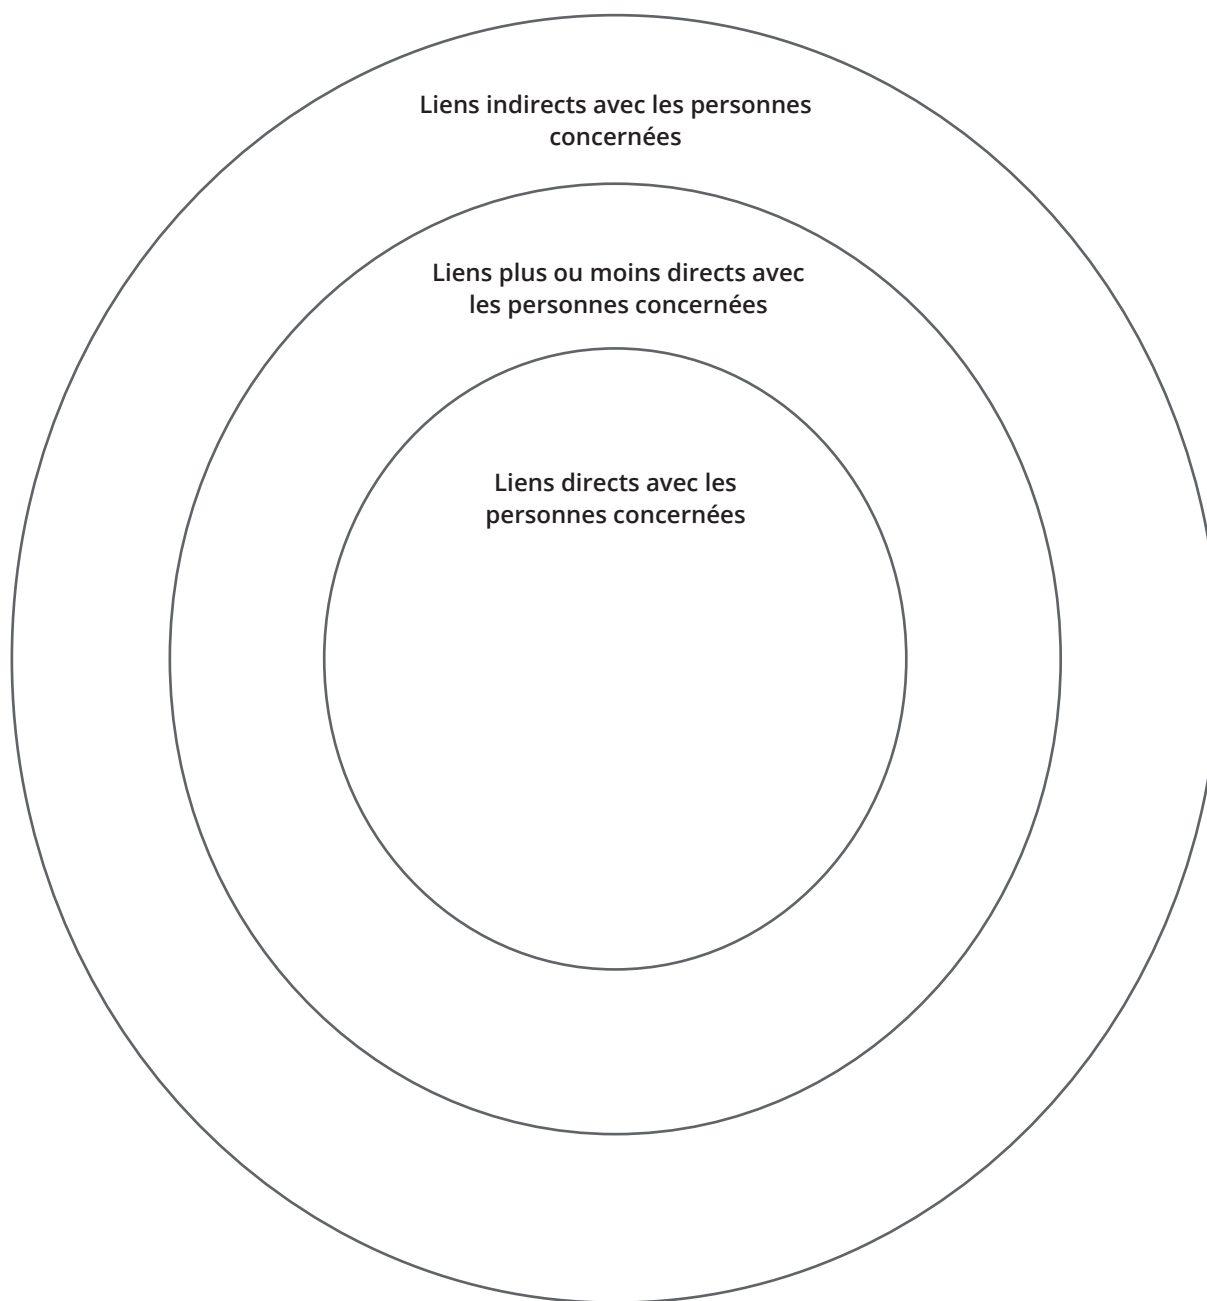 Liens indirects avec les personnes
concernées
Liens plus ou moins directs avec
les personnes concernées
Liens directs avec les
personnes concernées